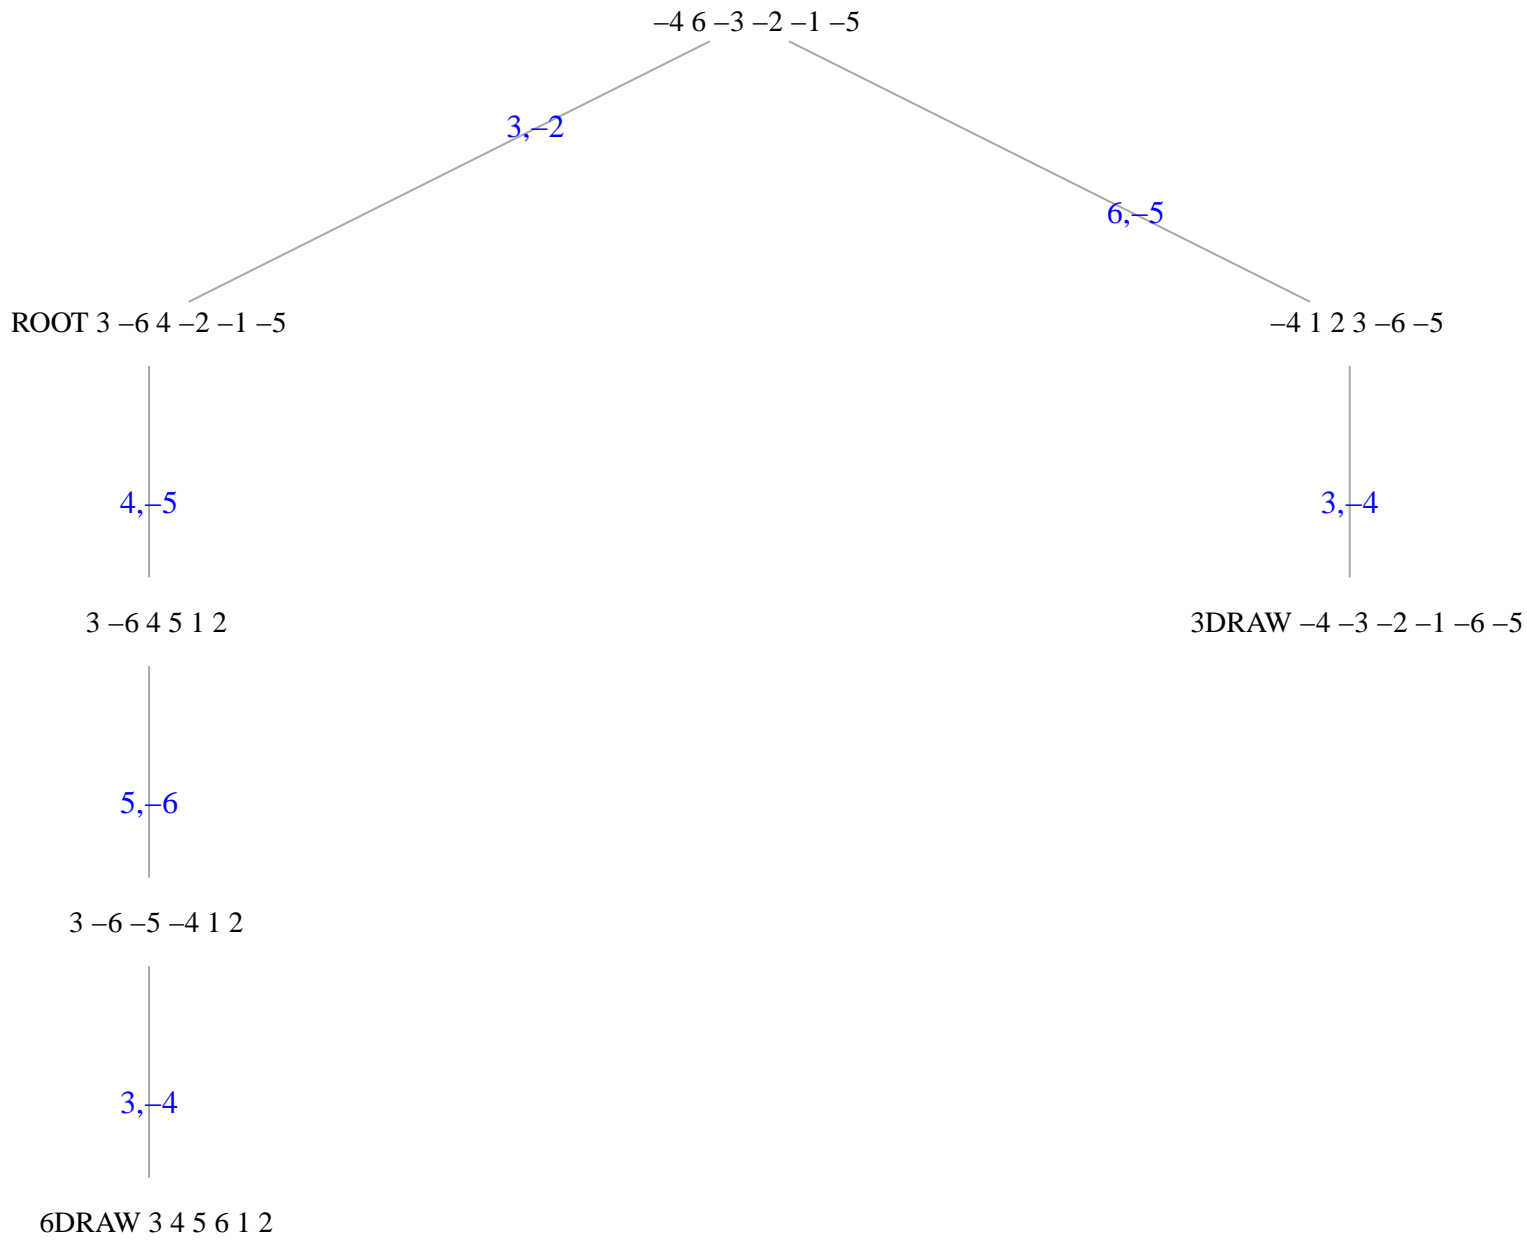 –4 6 –3 –2 –1 –5
3,–2
6,–5
ROOT 3 –6 4 –2 –1 –5
–4 1 2 3 –6 –5
4,–5
3,–4
3 –6 4 5 1 2
3DRAW –4 –3 –2 –1 –6 –5
5,–6
3 –6 –5 –4 1 2
3,–4
6DRAW 3 4 5 6 1 2